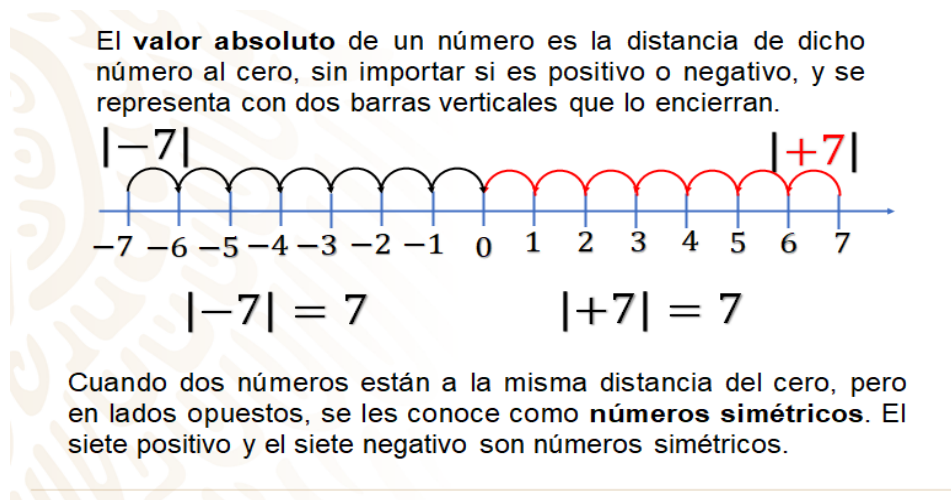 El valor absoluto de un número es la distancia de dicho
número al cero, sin importar si es positivo o negativo, y se
representa con dos barras verticales que lo encierran.
|−7| |+7|
−7 −6 −5 −4 −3 −2 −1 0 1 2 3 4 5 6 7
|−7| = 7 |+7| = 7
Cuando dos números están a la misma distancia del cero, pero
en lados opuestos, se les conoce como números simétricos. El
siete positivo y el siete negativo son números simétricos.